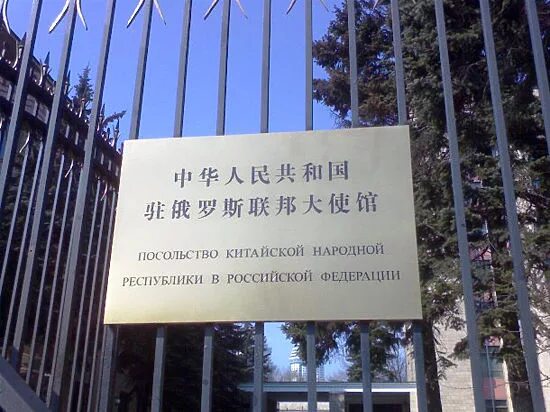 中华人民共和国
驻俄罗斯联邦大使馆
ПОСОЛЬСТВО КИТАЙСКОЙ НАРОДНОЙ
РЕСПУБЛИКИ В РОССИЙСКОЙ ФЕДЕРАЦИИ